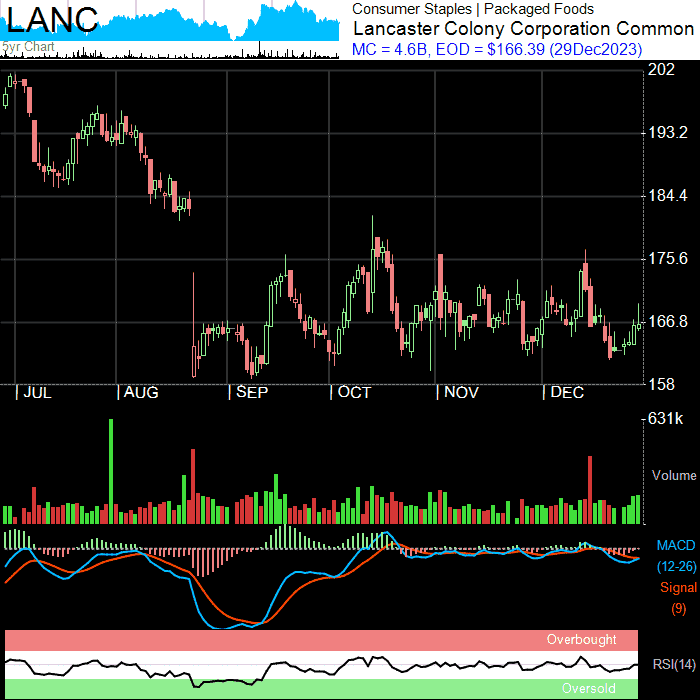 LANC
5yr Chart
Consumer Staples | Packaged Foods
Lancaster Colony Corporation Common
MC = 4.6B, EOD = $166.39 (29Dec2023)
202
193.2
184.4
175.6
166.8
158
JUL AUG SEP OCT NOV DEC
631k
Volume
MACD
(12-26)
Signal
(9)
Overbought
RSI(14)
Oversold